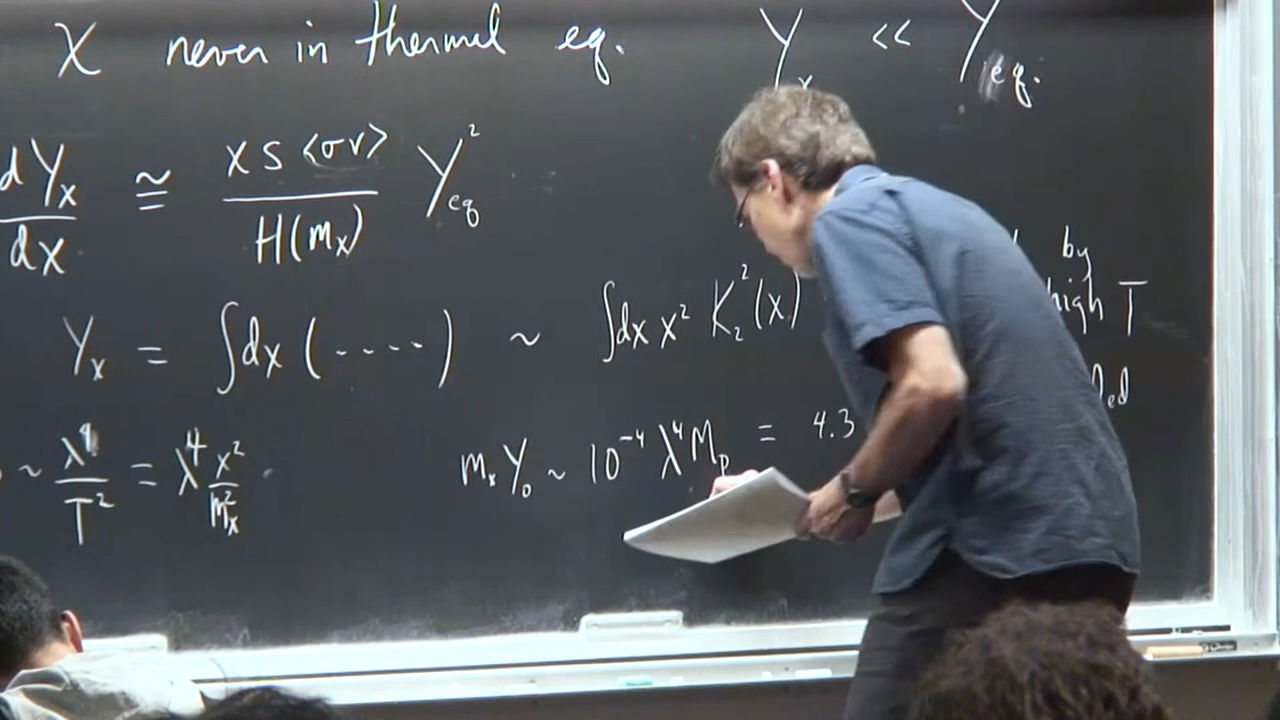 X never in thermal eq. Y_x << Y_eq.
dY_x/dx ≅ x s <σv>/H(m_x) Y_eq^2
by
high T
Y_x = ∫dx (.....) ~ ∫dx x^2 K_2^2(x)
~ λ^4/T^2 = λ^4 x^2/m_x^2
m_x Y_0 ~ 10^-4 λ^4 M_p = 4.3